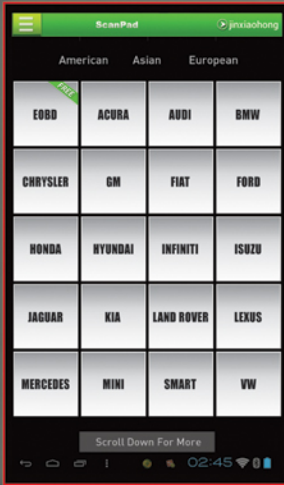 ScanPad jinxiaohong
American Asian European
FREE
EOBD ACURA AUDI BMW
CHRYSLER GM FIAT FORD
HONDA HYUNDAI INFINITI ISUZU
JAGUAR KIA LAND ROVER LEXUS
MERCEDES MINI SMART VW
Scroll Down For More
02:45